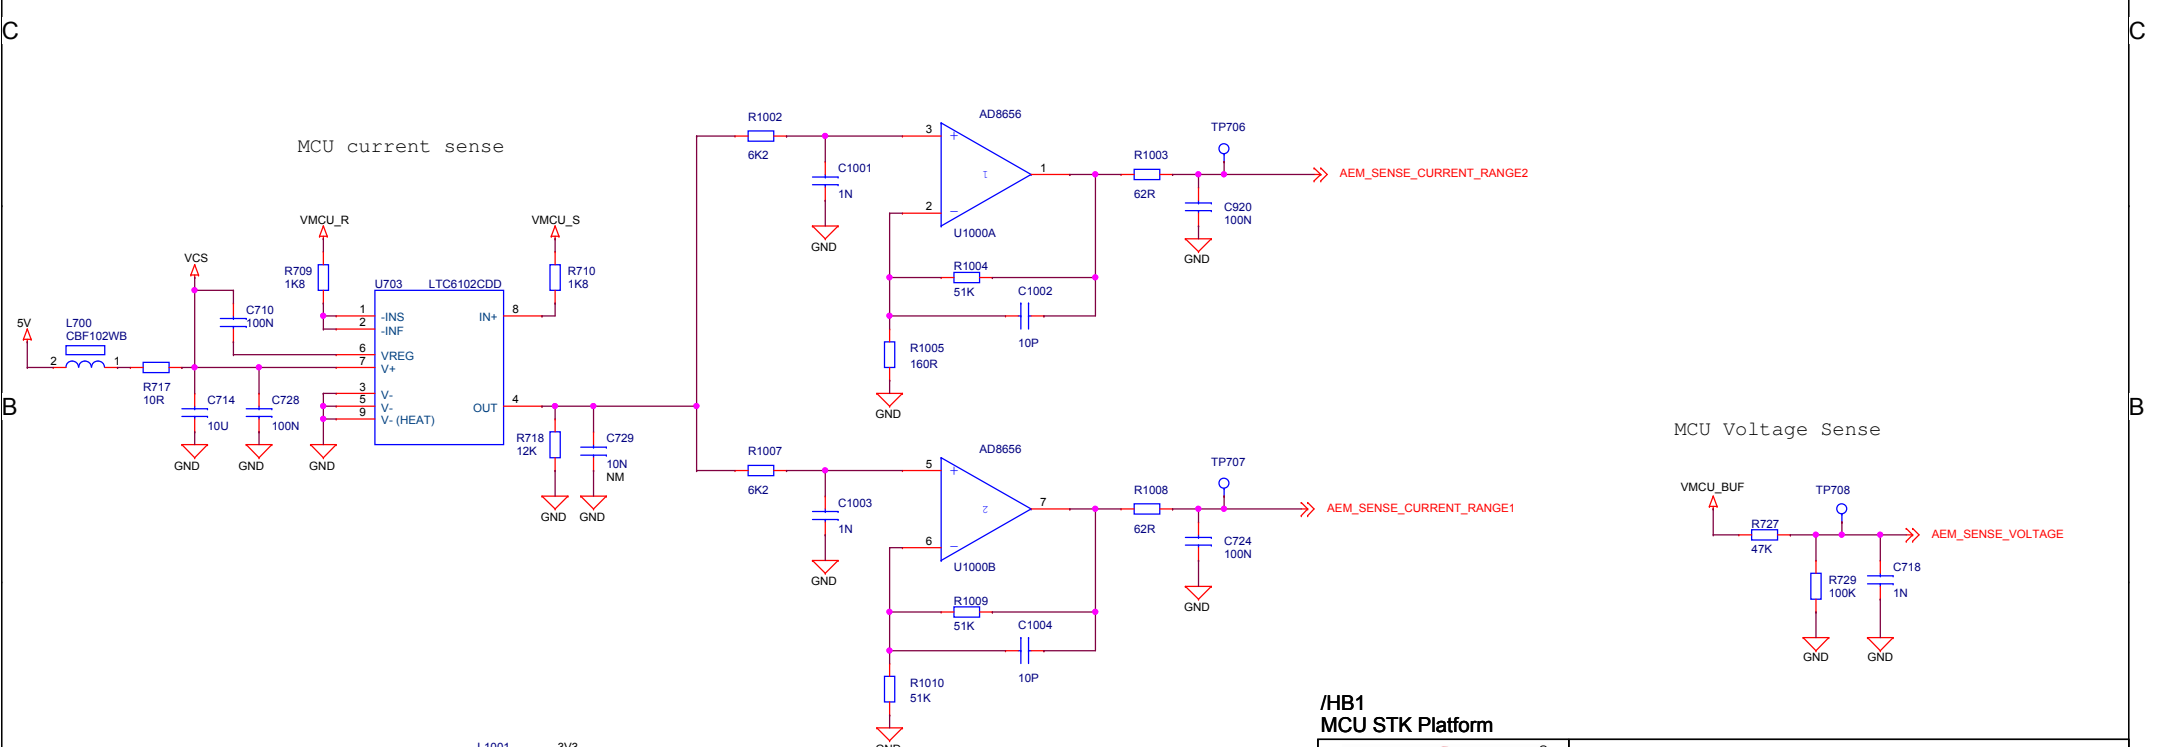 C
C
MCU current sense
VMCU_R
VMCU_S
VCS
5V
L700
CBF102WB
2
1
R717
10R
C710
100N
C714
10U
GND
C728
100N
GND
R709
1K8
R710
1K8
U703
LTC6102CDD
1
-INS
2
-INF
6
VREG
7
V+
3
V-
5
V-
9
V- (HEAT)
GND
IN+
8
OUT
4
R718
12K
GND
C729
10N
NM
GND
R1002
6K2
C1001
1N
GND
AD8656
3
+
2
−
1
1
U1000A
R1004
51K
C1002
10P
R1005
160R
GND
R1003
62R
TP706
C920
100N
GND
AEM_SENSE_CURRENT_RANGE2
R1007
6K2
C1003
1N
GND
AD8656
5
+
6
−
2
7
U1000B
R1009
51K
C1004
10P
R1010
51K
R1008
62R
TP707
C724
100N
GND
AEM_SENSE_CURRENT_RANGE1
B
B
MCU Voltage Sense
VMCU_BUF
R727
47K
TP708
AEM_SENSE_VOLTAGE
R729
100K
GND
C718
1N
GND
/HB1
MCU STK Platform